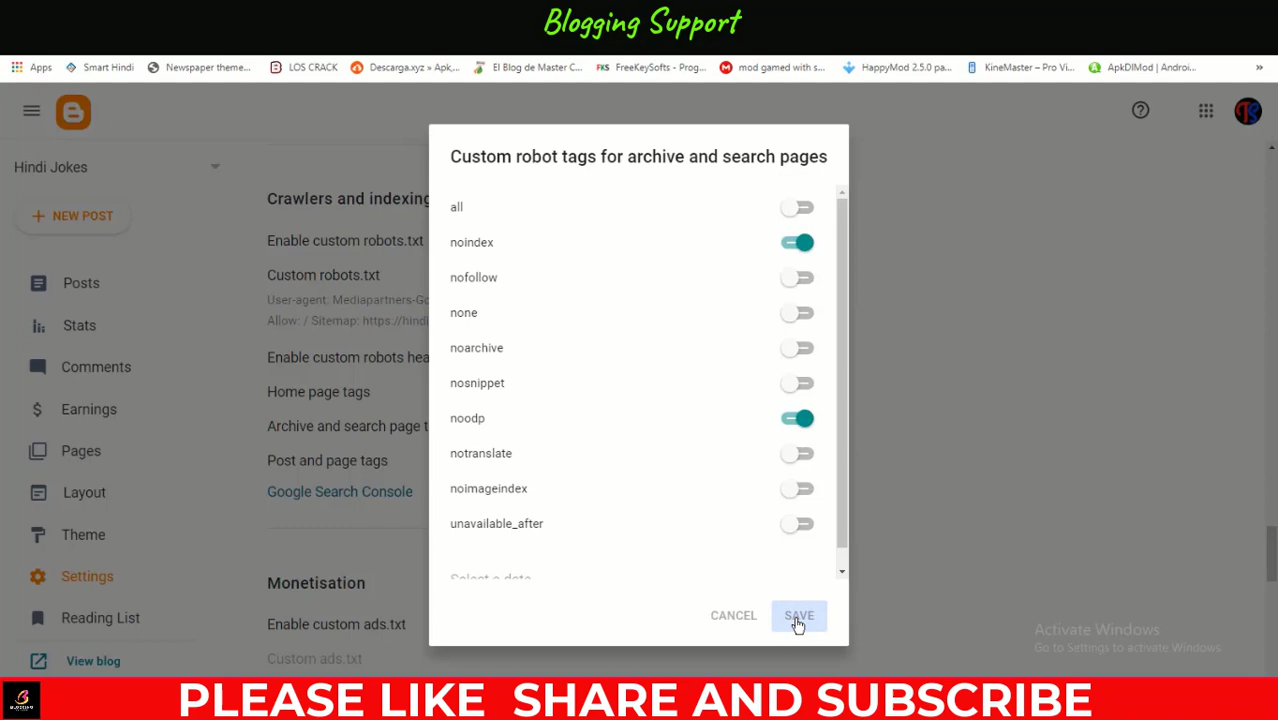 Blogging Support
Apps
Smart Hindi
Newspaper theme...
LOS CRACK
Descarga.xyz » Apk,...
El Blog de Master C...
FKS FreeKeySofts - Prog...
mod gamed with s...
HappyMod 2.5.0 pa...
KineMaster – Pro Vi...
ApkDlMod | Androi...
»
Hindi Jokes
+ NEW POST
Posts
Stats
Comments
Earnings
Pages
Layout
Theme
Settings
Reading List
View blog
Crawlers and indexing
Enable custom robots.txt
Custom robots.txt
User-agent: Mediapartners-Go
Allow: / Sitemap: https://hindi
Enable custom robots hea
Home page tags
Archive and search page t
Post and page tags
Google Search Console
Monetisation
Enable custom ads.txt
Custom ads.txt
Custom robot tags for archive and search pages
all
noindex
nofollow
none
noarchive
nosnippet
noodp
notranslate
noimageindex
unavailable_after
Select a date
CANCEL
SAVE
Activate Windows
Go to Settings to activate Windows.
PLEASE LIKE SHARE AND SUBSCRIBE